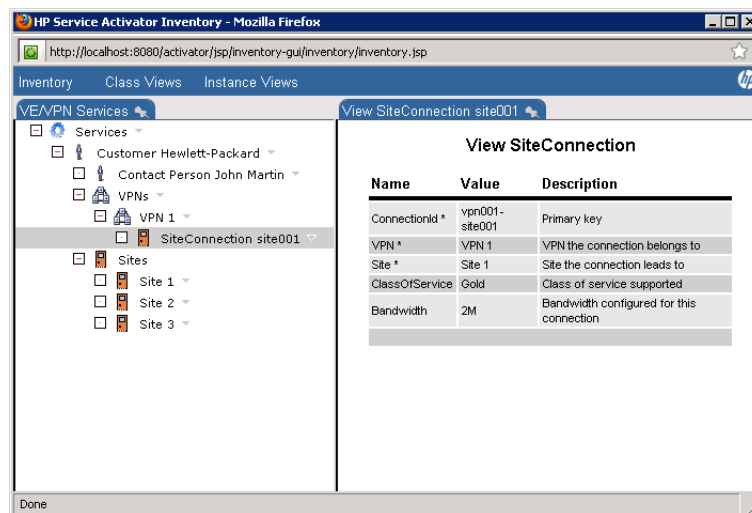 HP Service Activator Inventory - Mozilla Firefox
http://localhost:8080/activator/jsp/inventory-gui/inventory/inventory.jsp
Inventory Class Views Instance Views
hp
VE/VPN Services
Services
Customer Hewlett-Packard
Contact Person John Martin
VPNs
VPN 1
SiteConnection site001
Sites
Site 1
Site 2
Site 3
View SiteConnection site001
View SiteConnection
Name Value Description
ConnectionId * vpn001-
site001 Primary key
VPN * VPN 1 VPN the connection belongs to
Site * Site 1 Site the connection leads to
ClassOfService Gold Class of service supported
Bandwidth 2M Bandwidth configured for this
connection
Done